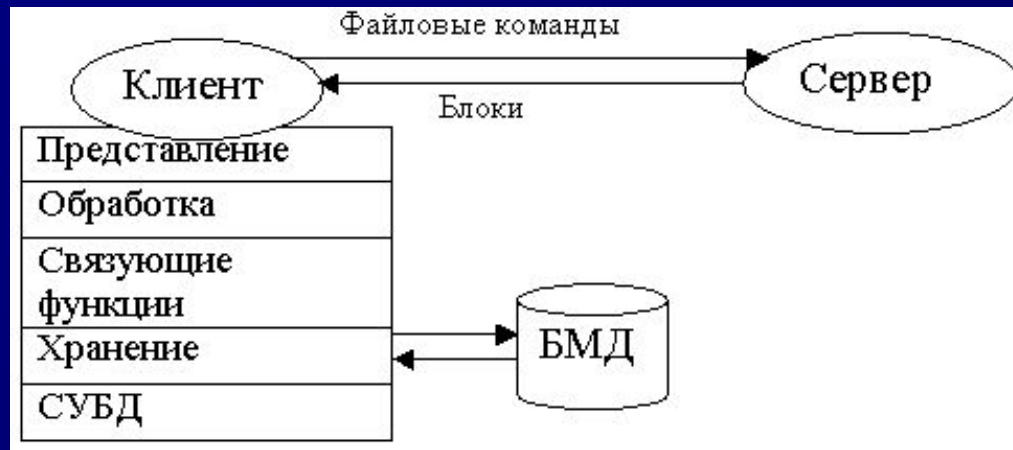 Файловые команды
Клиент
Сервер
Блоки
Представление
Обработка
Связующие
функции
Хранение
БМД
СУБД